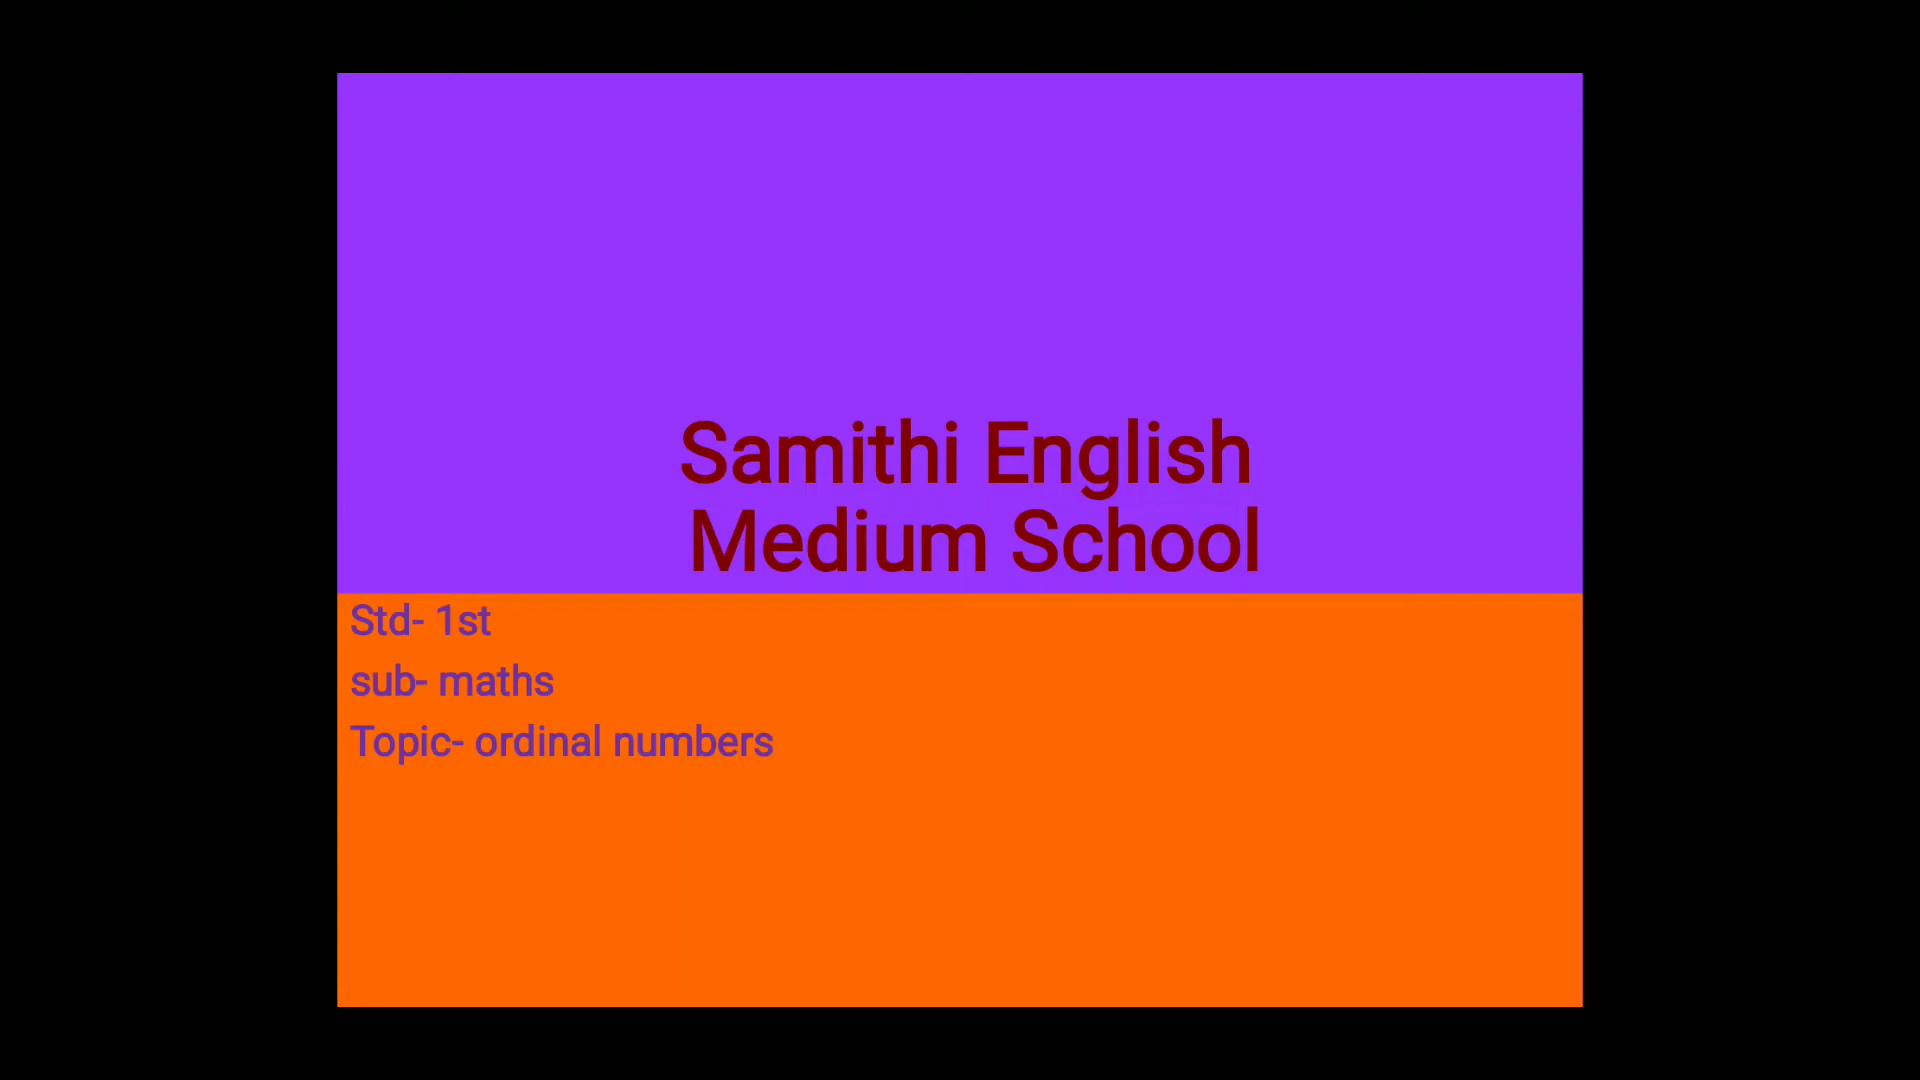 Samithi English
Medium School
Std- 1st
sub- maths
Topic- ordinal numbers